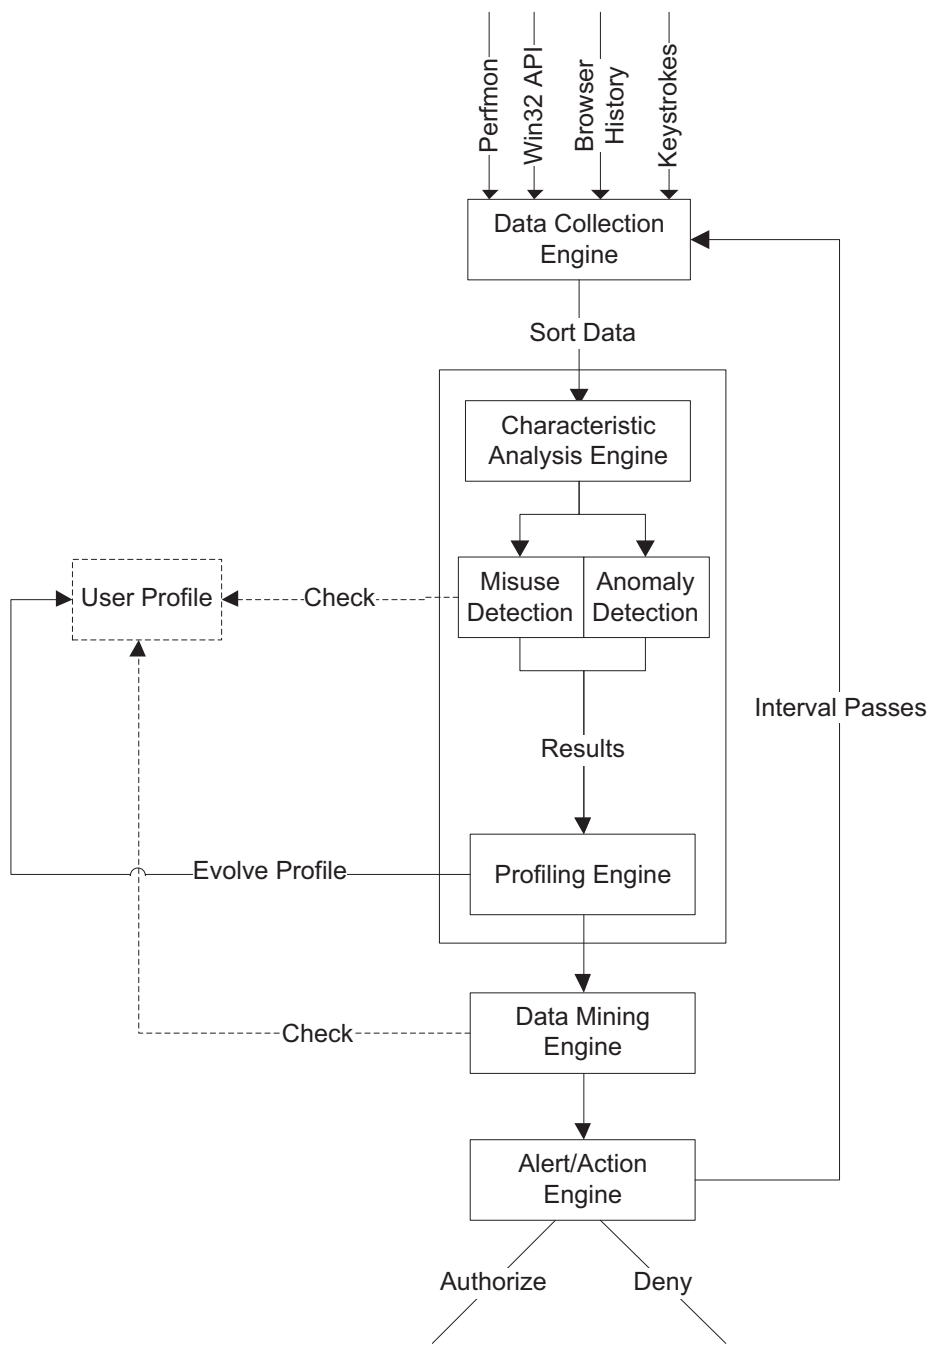 Perfmon
Win32 API
Browser
History
Keystrokes
Data Collection
Engine
Sort Data
Characteristic
Analysis Engine
Misuse
Detection
Anomaly
Detection
User Profile
Check
Interval Passes
Results
Evolve Profile
Profiling Engine
Data Mining
Engine
Check
Alert/Action
Engine
Authorize
Deny